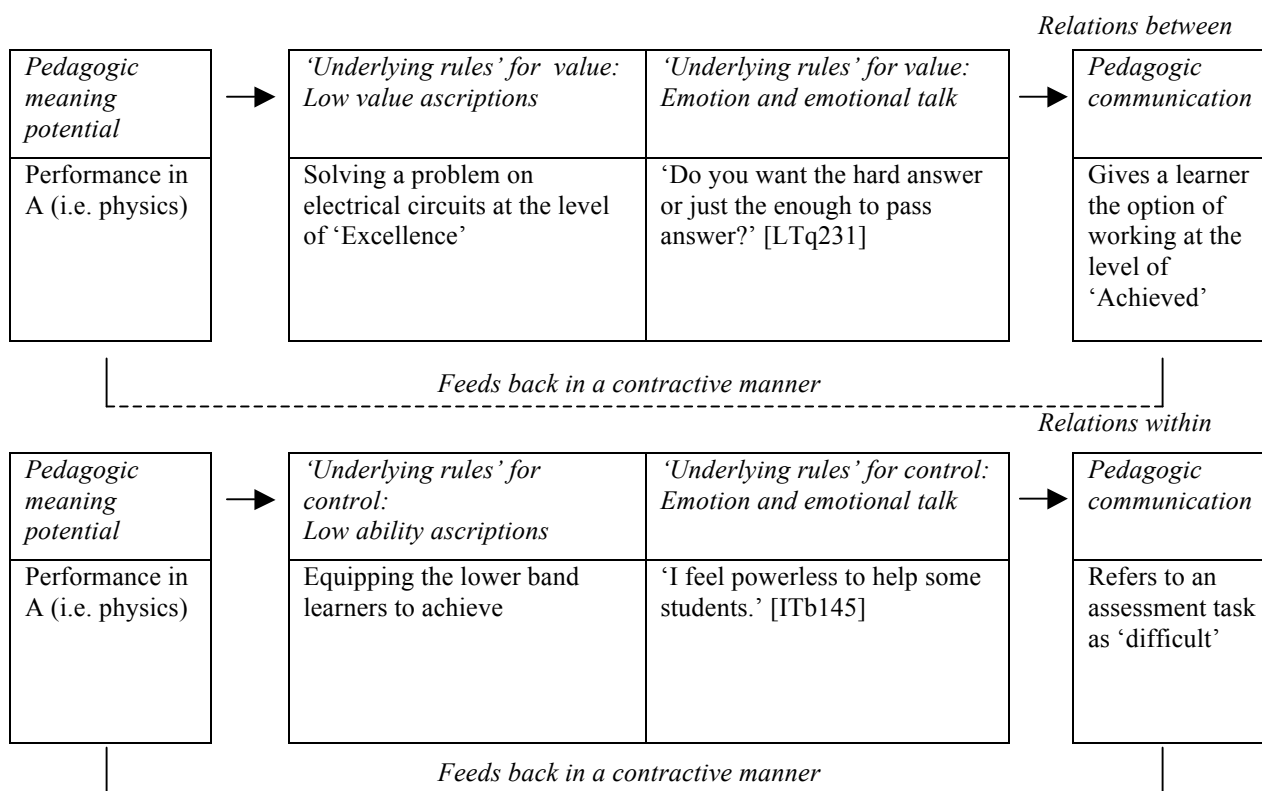 Relations between
Pedagogic
meaning
potential
‘Underlying rules’ for value:
Low value ascriptions
‘Underlying rules’ for value:
Emotion and emotional talk
Pedagogic
communication
Performance in
A (i.e. physics)
Solving a problem on
electrical circuits at the level
of ‘Excellence’
‘Do you want the hard answer
or just the enough to pass
answer?’ [LTq231]
Gives a learner
the option of
working at the
level of
‘Achieved’
Feeds back in a contractive manner
Relations within
Pedagogic
meaning
potential
‘Underlying rules’ for
control:
Low ability ascriptions
‘Underlying rules’ for control:
Emotion and emotional talk
Pedagogic
communication
Performance in
A (i.e. physics)
Equipping the lower band
learners to achieve
‘I feel powerless to help some
students.’ [ITb145]
Refers to an
assessment task
as ‘difficult’
Feeds back in a contractive manner